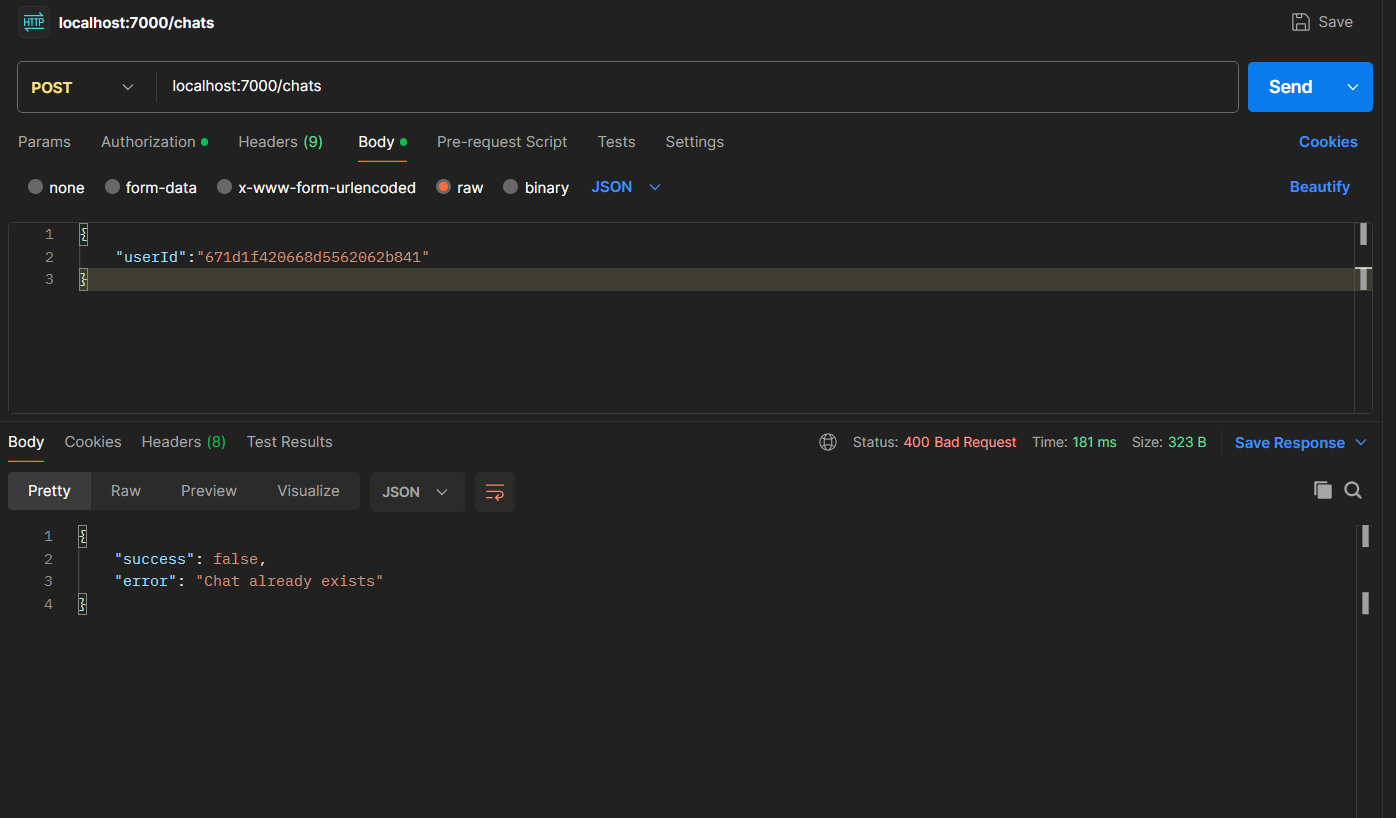 HTTP localhost:7000/chats Save
POST localhost:7000/chats Send
Params Authorization Headers (9) Body Pre-request Script Tests Settings Cookies
none form-data x-www-form-urlencoded raw binary JSON Beautify
1 {
2 "userId":"671d1f420668d5562062b841"
3 }
Body Cookies Headers (8) Test Results Status: 400 Bad Request Time: 181 ms Size: 323 B Save Response
Pretty Raw Preview Visualize JSON
1 {
2 "success": false,
3 "error": "Chat already exists"
4 }